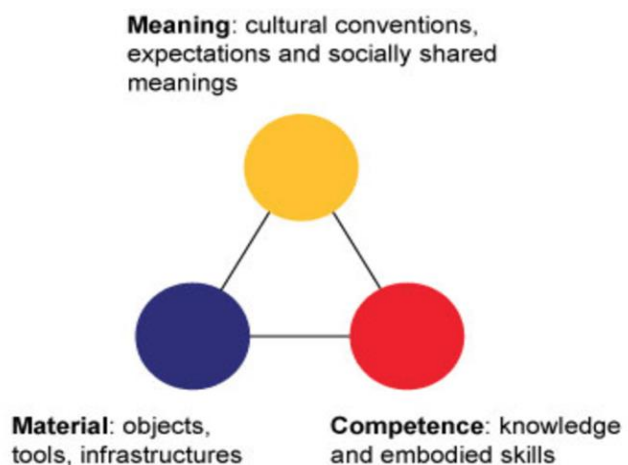 Meaning: cultural conventions,
expectations and socially shared
meanings
Material: objects,
tools, infrastructures
Competence: knowledge
and embodied skills